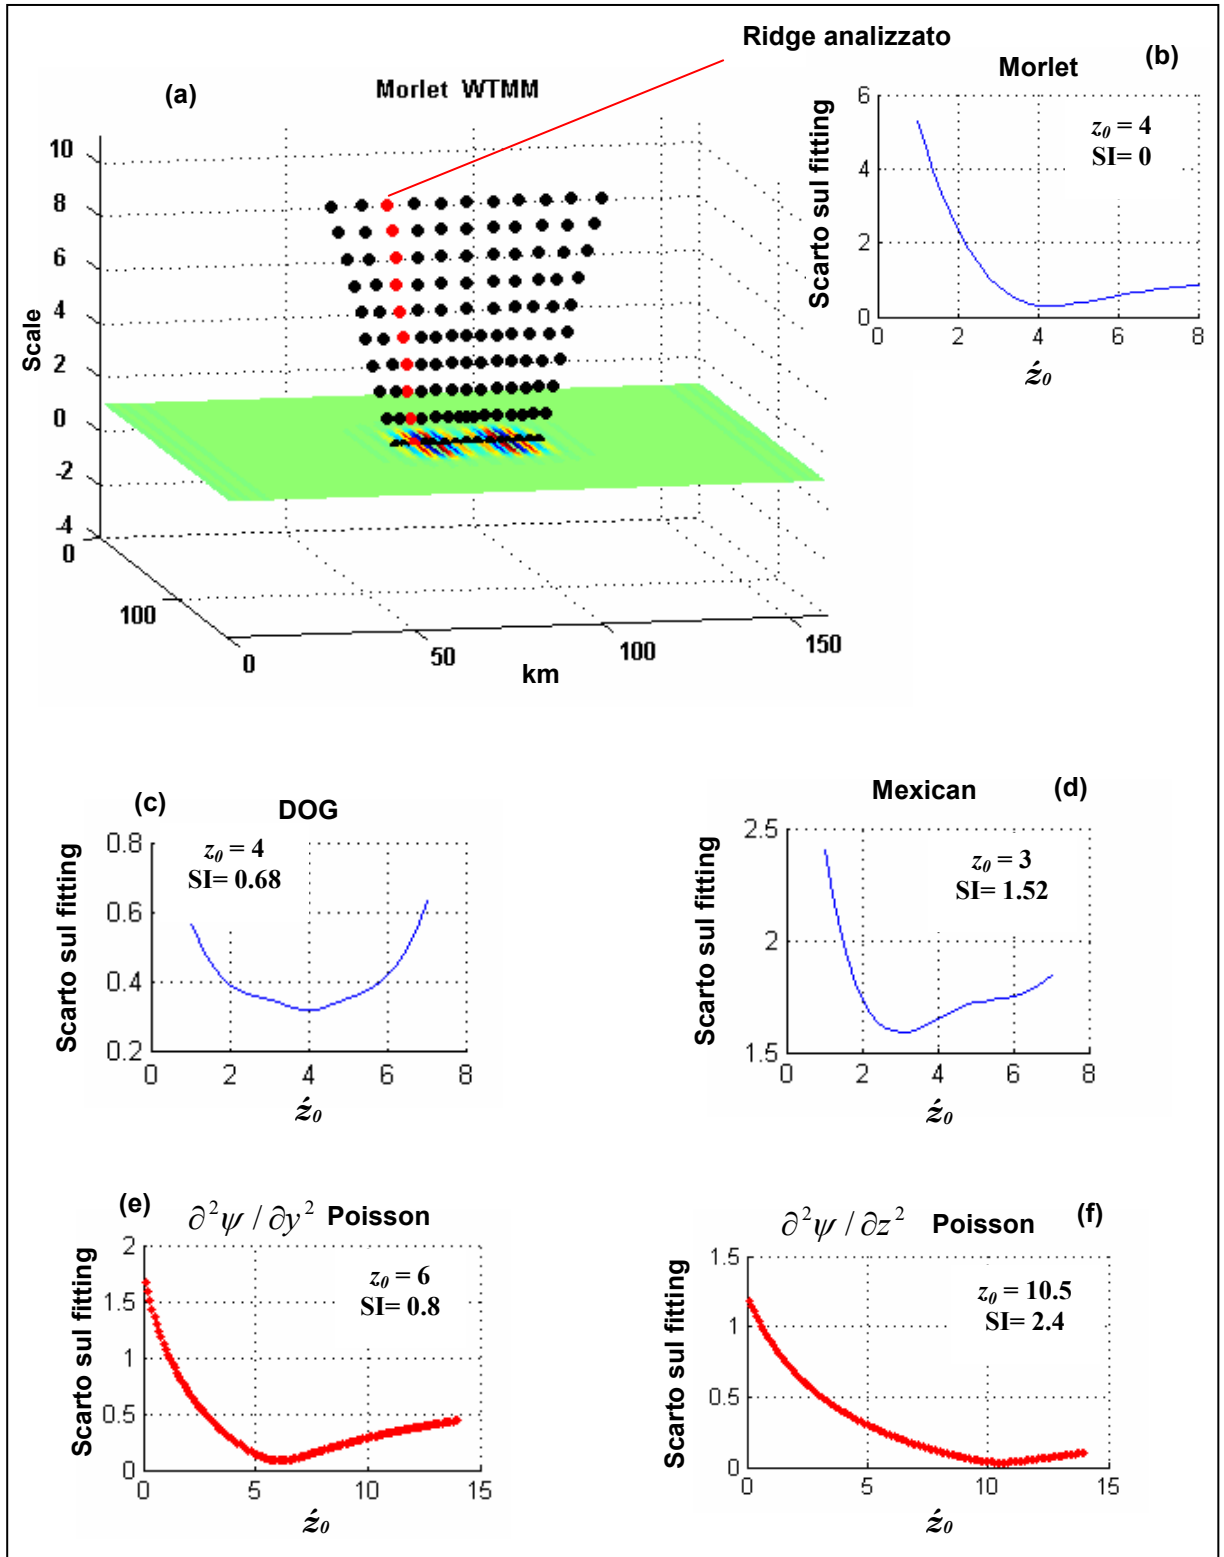 Ridge analizzato
(a)
Morlet WTMM
10
8
6
4
2
0
-2
-4
Scale
0
100
0
50
100
150
km
(b)
Morlet
z₀ = 4
SI= 0
6
4
2
0
0 2 4 6 8
Scarto sul fitting
ź₀
(c)
DOG
z₀ = 4
SI= 0.68
0.8
0.6
0.4
0.2
0 2 4 6 8
Scarto sul fitting
ź₀
Mexican
(d)
z₀ = 3
SI= 1.52
2.5
2
1.5
0 2 4 6 8
Scarto sul fitting
ź₀
(e)
∂²ψ / ∂y² Poisson
z₀ = 6
SI= 0.8
2
1.5
1
0.5
0
0 5 10 15
Scarto sul fitting
ź₀
∂²ψ / ∂z² Poisson
(f)
z₀ = 10.5
SI= 2.4
1.5
1
0.5
0
0 5 10 15
Scarto sul fitting
ź₀